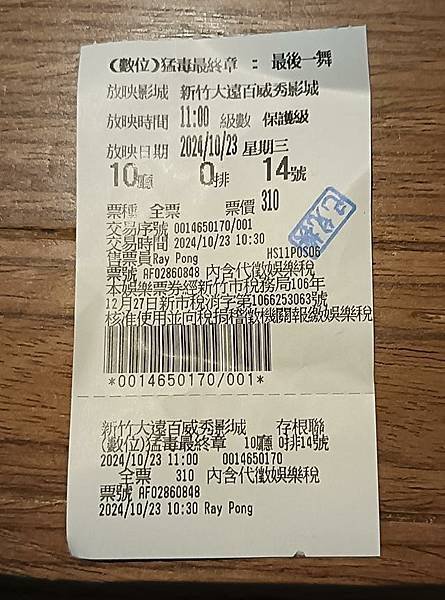 (數位)猛毒最終章 : 最後一舞
放映影城 新竹大遠百威秀影城
放映時間 11:00 級數 保護級
放映日期 2024/10/23 星期三
10廳 O排 14號
票種 全票 票價 310
交易序號 0014650170/001
交易時間 2024/10/23 10:30
售票員Ray Pong HS11POS06
票號 AF02860848 內含代徵娛樂稅
本娛樂票券經新竹市稅務局106年
12月27日新市稅消字第1066253063號
核准使用並向稅捐稽徵機關報繳娛樂稅
*0014650170/001*
新竹大遠百威秀影城 存根聯
(數位)猛毒最終章 10廳 O排14號
2024/10/23 11:00 0014650170
全票 310 內含代徵娛樂稅
票號 AF02860848
2024/10/23 10:30 Ray Pong